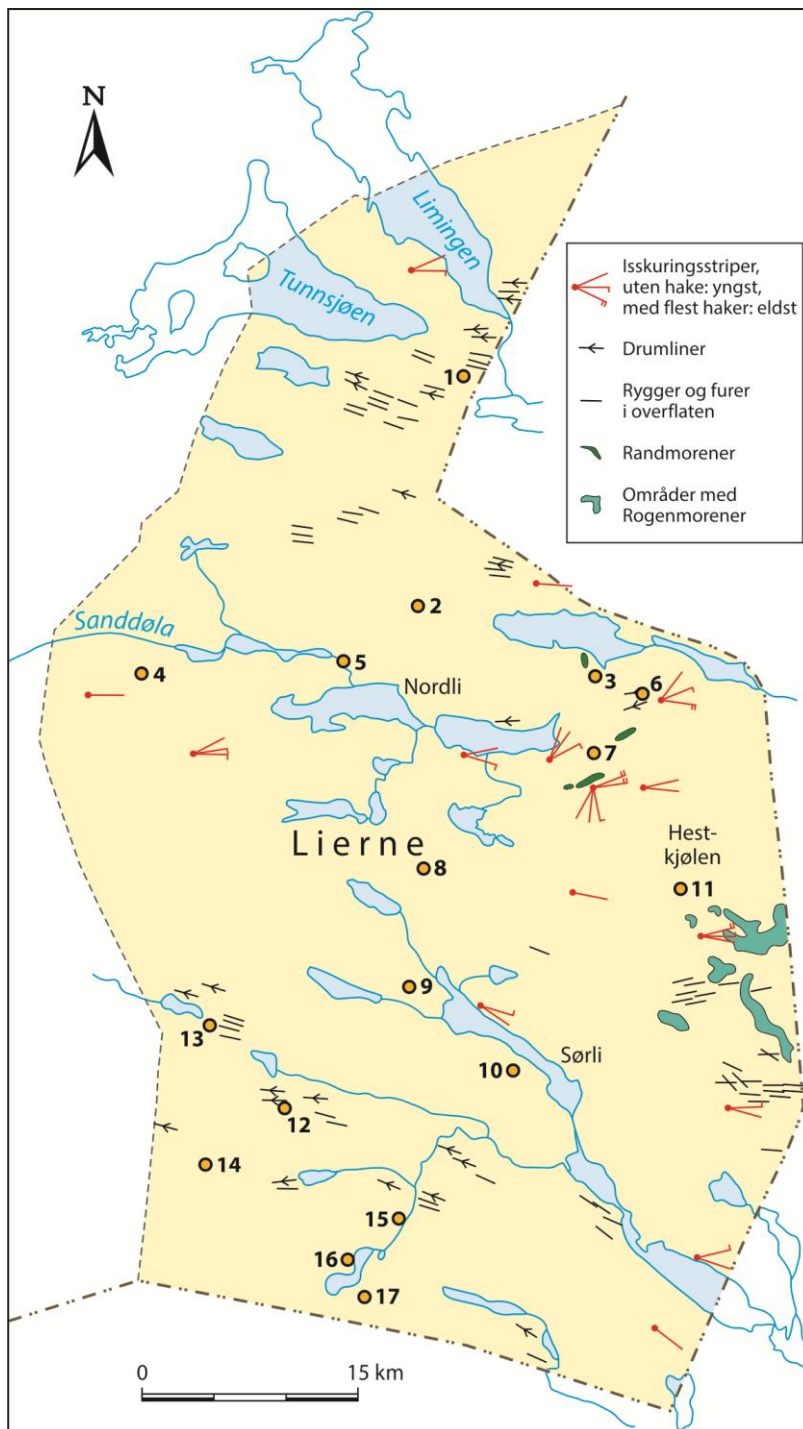 N
Limingen
Tunnsjøen
Isskuringsstriper,
uten hake: yngst,
med flest haker: eldst
Drumliner
Rygger og furer
i overflaten
Randmorener
Områder med
Rogenmorener
1
2
Sanddøla
5
4
Nordli
3
6
7
Lierne
8
Hest-
kjølen
11
9
13
10
Sørli
12
14
15
16
17
0
15 km